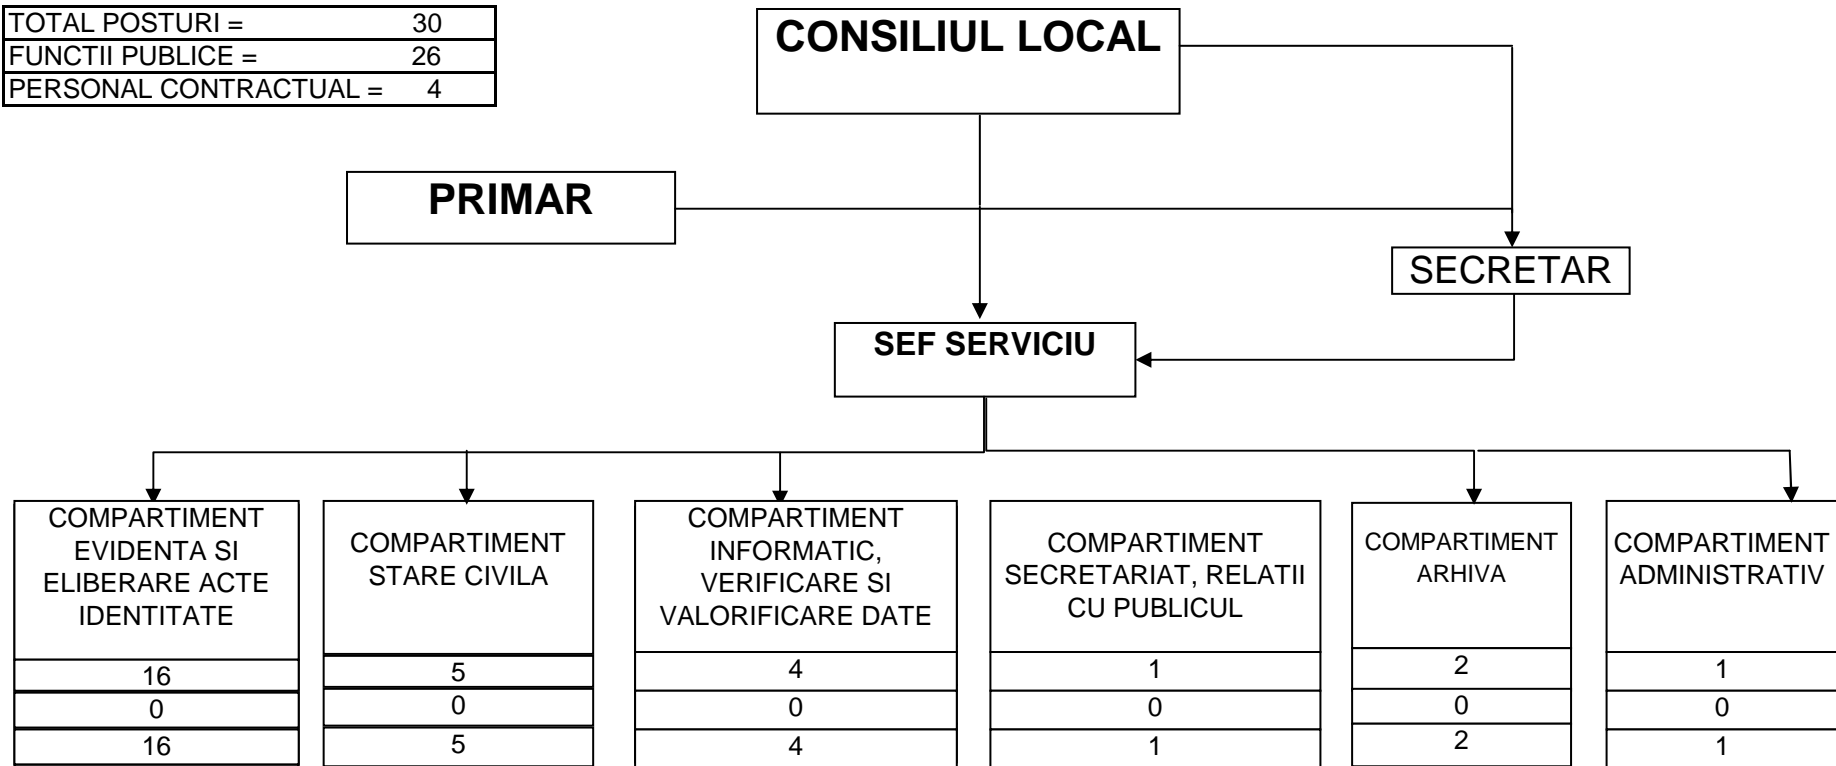 TOTAL POSTURI = 30
FUNCTII PUBLICE = 26
PERSONAL CONTRACTUAL = 4
CONSILIUL LOCAL
PRIMAR
SECRETAR
SEF SERVICIU
COMPARTIMENT
EVIDENTA SI
ELIBERARE ACTE
IDENTITATE
16
0
16
COMPARTIMENT
STARE CIVILA
5
0
5
COMPARTIMENT
INFORMATIC,
VERIFICARE SI
VALORIFICARE DATE
4
0
4
COMPARTIMENT
SECRETARIAT, RELATII
CU PUBLICUL
1
0
1
COMPARTIMENT
ARHIVA
2
0
2
COMPARTIMENT
ADMINISTRATIV
1
0
1